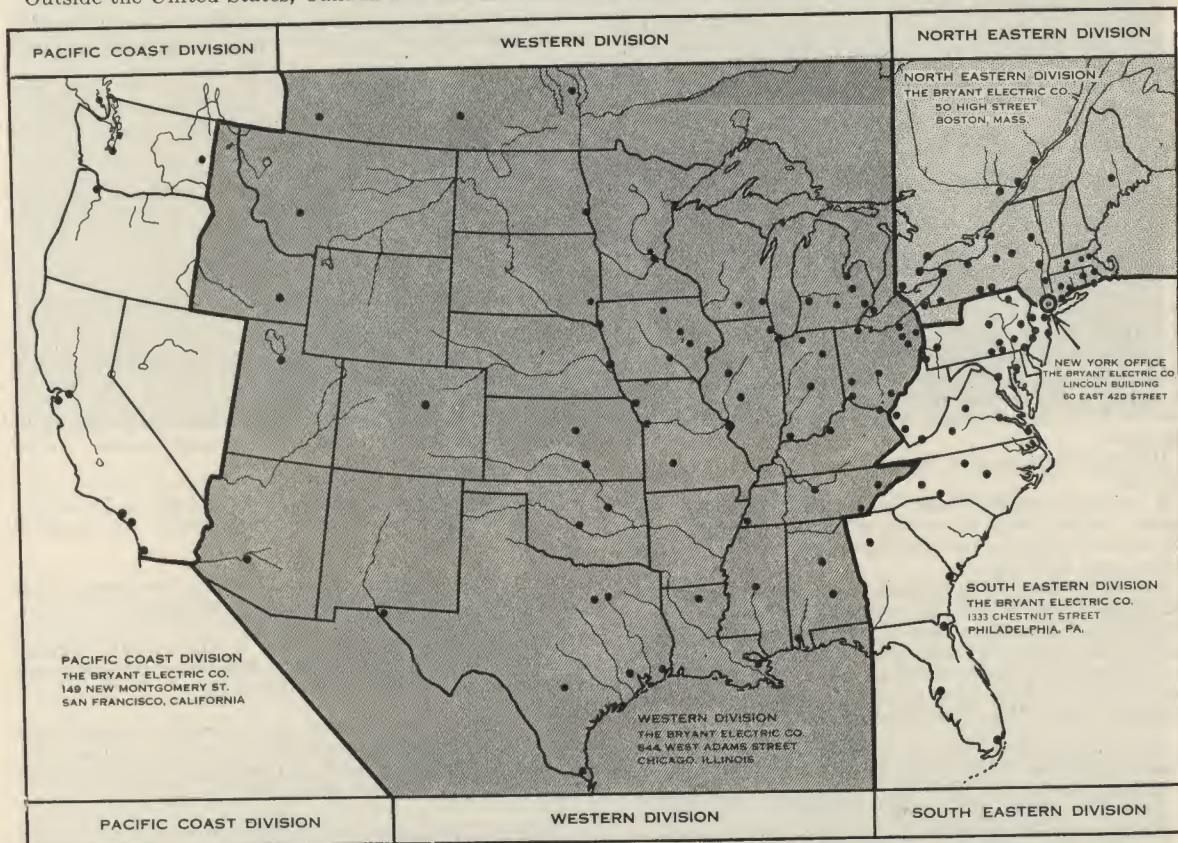 Outside the United States,
PACIFIC COAST DIVISION
WESTERN DIVISION
NORTH EASTERN DIVISION
NORTH EASTERN DIVISION
THE BRYANT ELECTRIC CO.
50 HIGH STREET
BOSTON, MASS.
NEW YORK OFFICE
THE BRYANT ELECTRIC CO
LINCOLN BUILDING
60 EAST 42D STREET
SOUTH EASTERN DIVISION
THE BRYANT ELECTRIC CO.
1333 CHESTNUT STREET
PHILADELPHIA, PA.
PACIFIC COAST DIVISION
THE BRYANT ELECTRIC CO.
149 NEW MONTGOMERY ST.
SAN FRANCISCO, CALIFORNIA
WESTERN DIVISION
THE BRYANT ELECTRIC CO.
844 WEST ADAMS STREET
CHICAGO, ILLINOIS
PACIFIC COAST DIVISION
WESTERN DIVISION
SOUTH EASTERN DIVISION